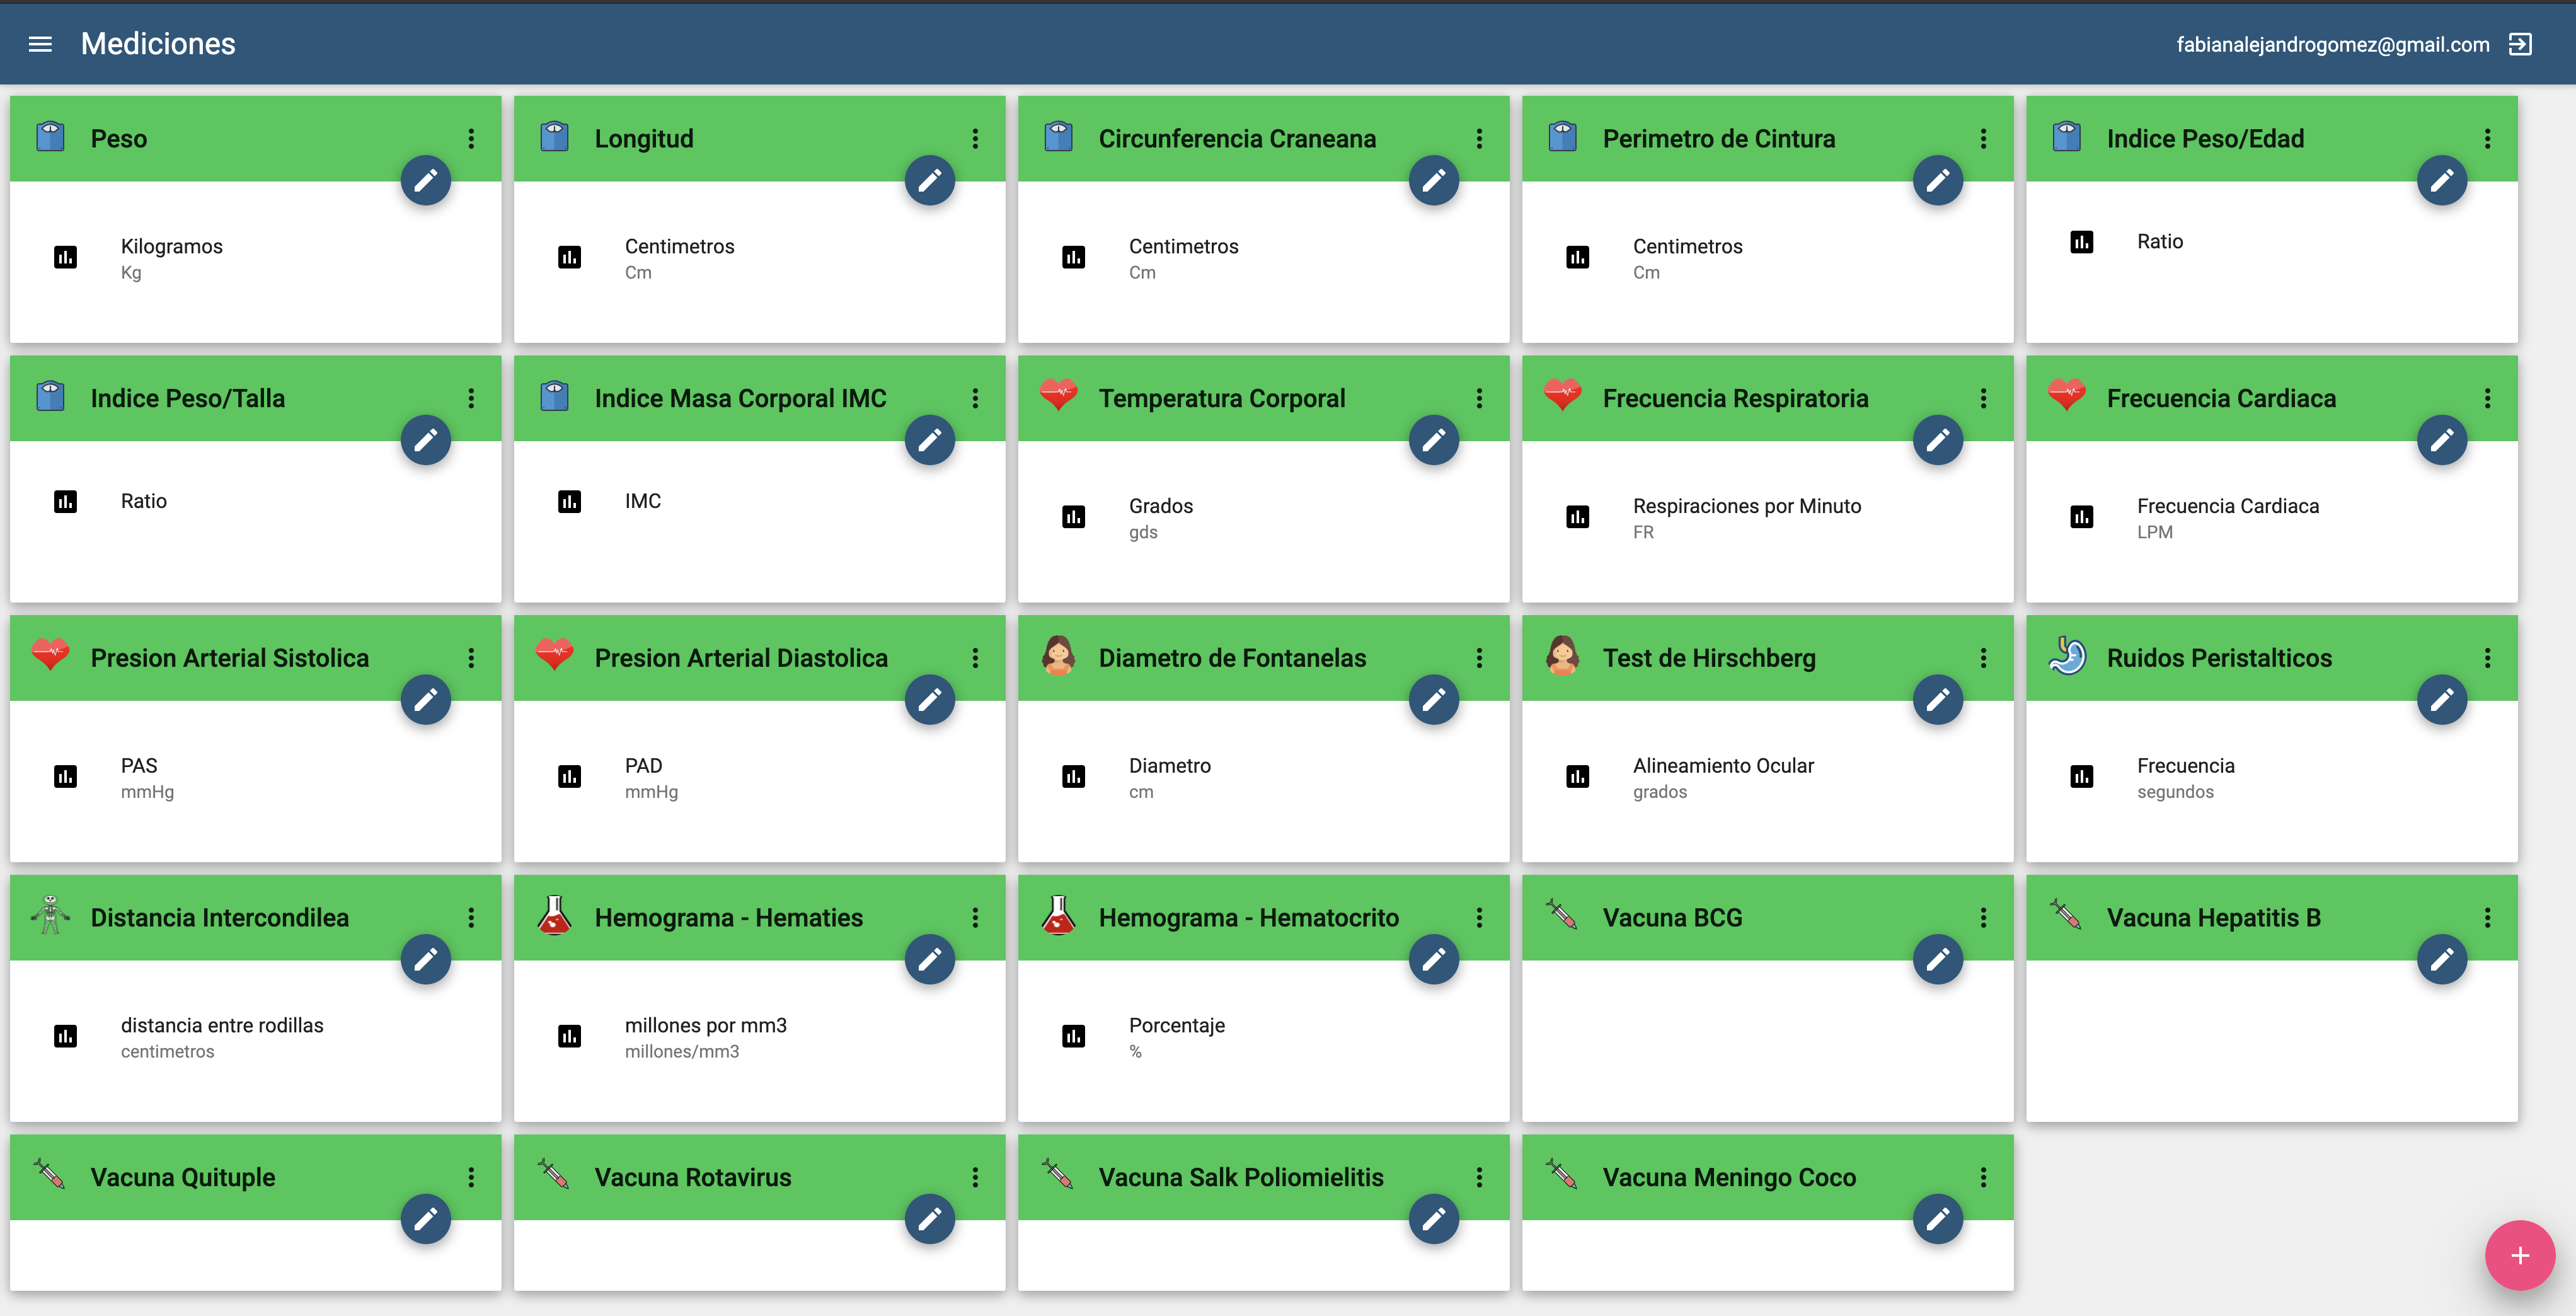 Mediciones
fabianalejandrogomez@gmail.com
Peso
Kilogramos
Kg
Longitud
Centimetros
Cm
Circunferencia Craneana
Centimetros
Cm
Perimetro de Cintura
Centimetros
Cm
Indice Peso/Edad
Ratio
Indice Peso/Talla
Ratio
Indice Masa Corporal IMC
IMC
Temperatura Corporal
Grados
gds
Frecuencia Respiratoria
Respiraciones por Minuto
FR
Frecuencia Cardiaca
Frecuencia Cardiaca
LPM
Presion Arterial Sistolica
PAS
mmHg
Presion Arterial Diastolica
PAD
mmHg
Diametro de Fontanelas
Diametro
cm
Test de Hirschberg
Alineamiento Ocular
grados
Ruidos Peristalticos
Frecuencia
segundos
Distancia Intercondilea
distancia entre rodillas
centimetros
Hemograma - Hematies
millones por mm3
millones/mm3
Hemograma - Hematocrito
Porcentaje
%
Vacuna BCG
Vacuna Hepatitis B
Vacuna Quituple
Vacuna Rotavirus
Vacuna Salk Poliomielitis
Vacuna Meningo Coco